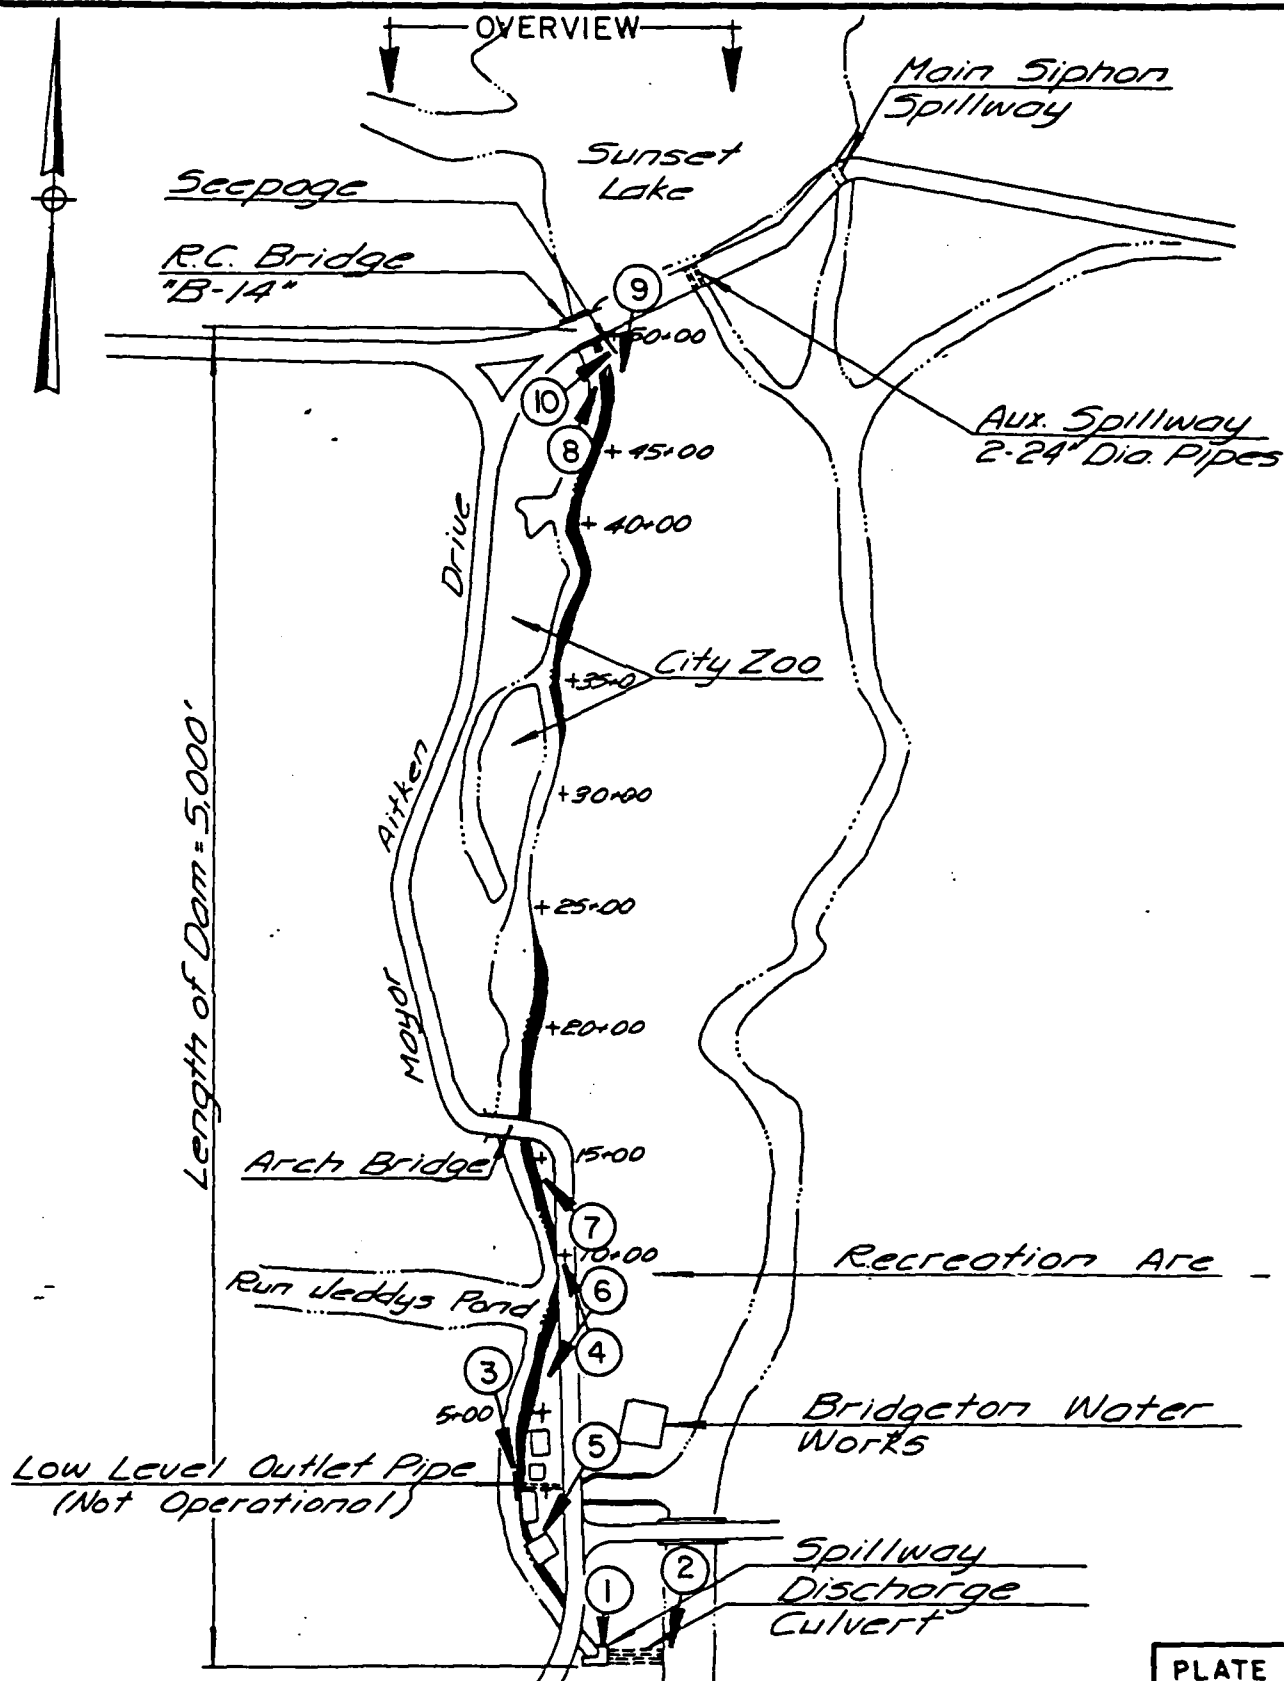 OVERVIEW
Main Siphon
Spillway
Sunset
Lake
Seepage
R.C. Bridge
"B-14"
9
50+00
10
Aux. Spillway
2-24" Dia. Pipes
8
+ 45+00
+ 40+00
Drive
City Zoo
+35+0
Length of Dam = 5,000'
Aitken
+30+00
+25+00
Mayor
+20+00
Arch Bridge
15+00
7
+10+00
Recreation Are
Run Jeddys Pond
6
4
3
5+00
Bridgeton Water
Works
5
Low Level Outlet Pipe
(Not Operational)
Spillway
2
1
Discharge
Culvert
PLATE